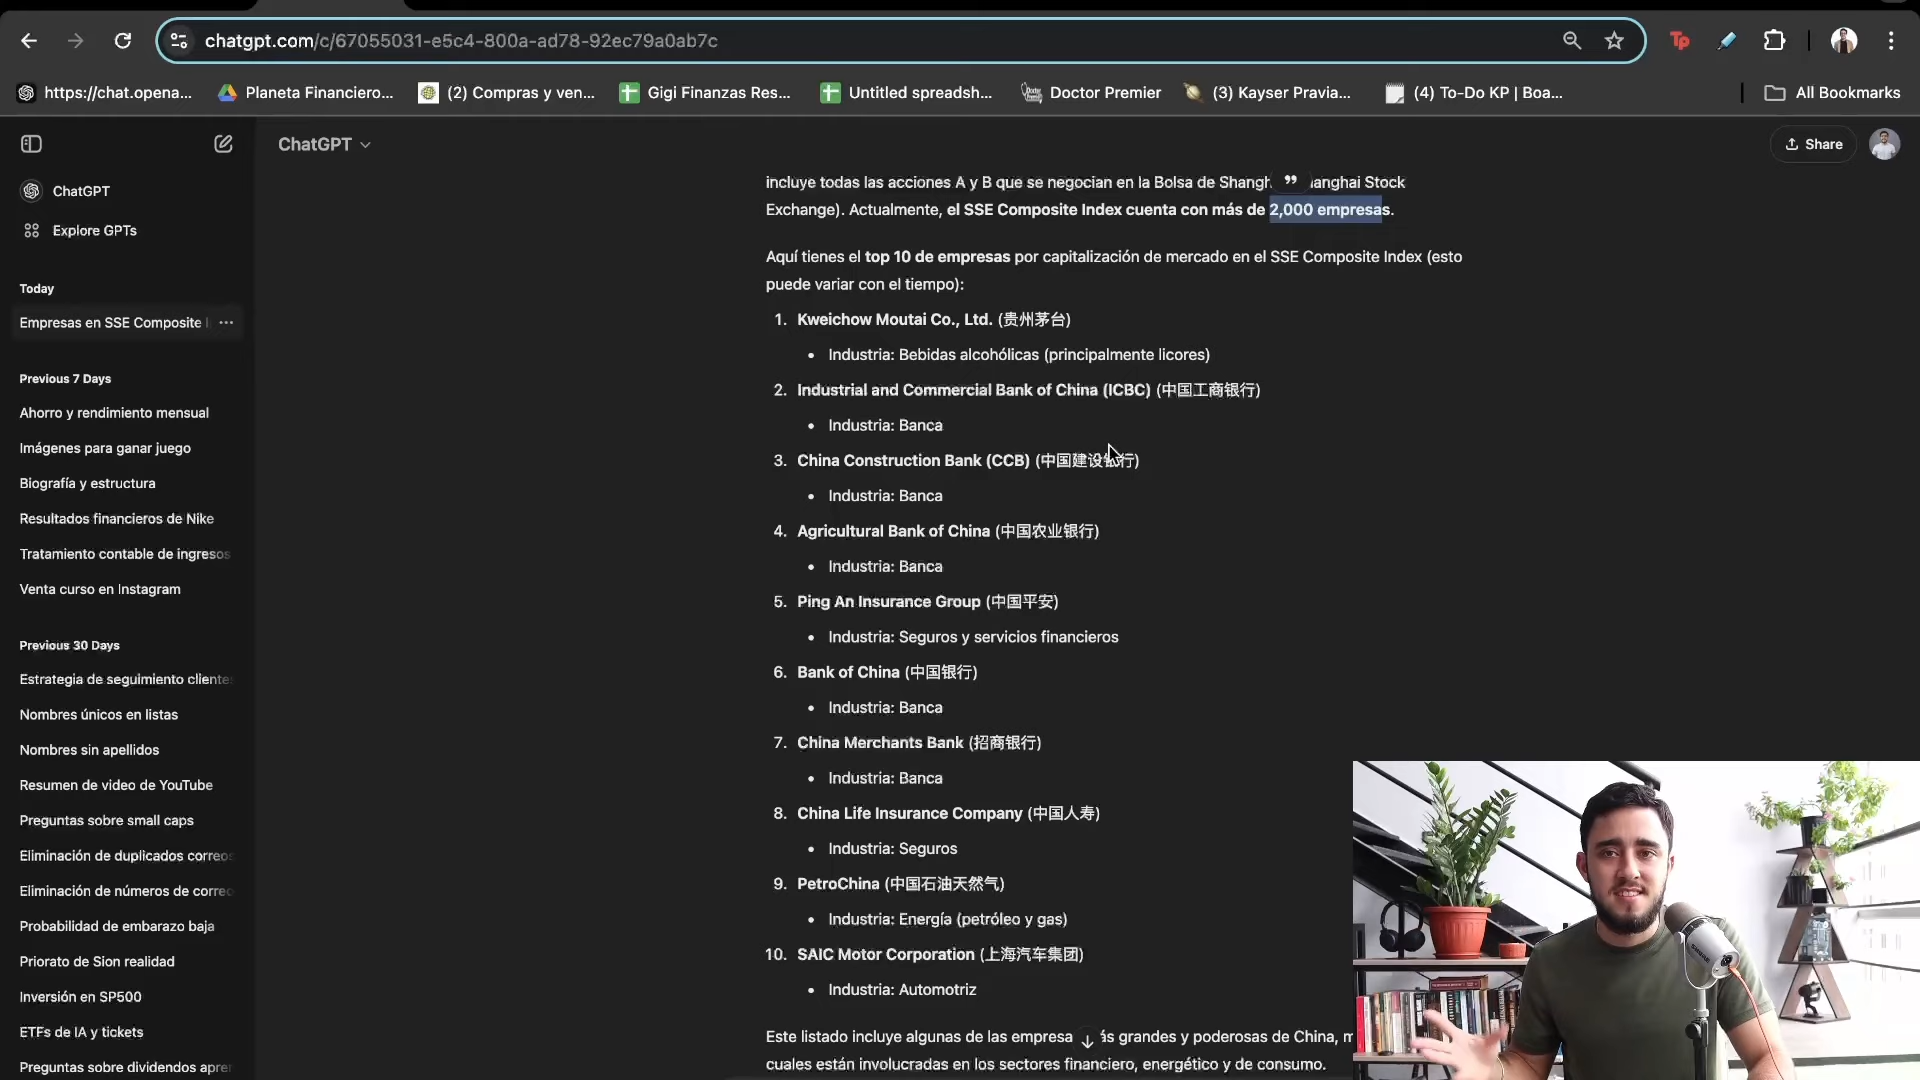 chatgpt.com/c/67055031-e5c4-800a-ad78-92ec79a0ab7c
Tp
https://chat.opena...
Planeta Financiero...
(2) Compras y ven...
Gigi Finanzas Res...
Untitled spreadsh...
Doctor Premier
(3) Kayser Pravia...
(4) To-Do KP | Boa...
All Bookmarks
ChatGPT
Share
ChatGPT
Explore GPTs
Today
Empresas en SSE Composite
Previous 7 Days
Ahorro y rendimiento mensual
Imágenes para ganar juego
Biografía y estructura
Resultados financieros de Nike
Tratamiento contable de ingresos
Venta curso en Instagram
Previous 30 Days
Estrategia de seguimiento clientes
Nombres únicos en listas
Nombres sin apellidos
Resumen de video de YouTube
Preguntas sobre small caps
Eliminación de duplicados correos
Eliminación de números de correo
Probabilidad de embarazo baja
Priorato de Sion realidad
Inversión en SP500
ETFs de IA y tickets
Preguntas sobre dividendos apren
incluye todas las acciones A y B que se negocian en la Bolsa de Shangh anghai Stock
Exchange). Actualmente, el SSE Composite Index cuenta con más de 2,000 empresas.
Aquí tienes el top 10 de empresas por capitalización de mercado en el SSE Composite Index (esto
puede variar con el tiempo):
1. Kweichow Moutai Co., Ltd. (贵州茅台)
• Industria: Bebidas alcohólicas (principalmente licores)
2. Industrial and Commercial Bank of China (ICBC) (中国工商银行)
• Industria: Banca
3. China Construction Bank (CCB) (中国建设银行)
• Industria: Banca
4. Agricultural Bank of China (中国农业银行)
• Industria: Banca
5. Ping An Insurance Group (中国平安)
• Industria: Seguros y servicios financieros
6. Bank of China (中国银行)
• Industria: Banca
7. China Merchants Bank (招商银行)
• Industria: Banca
8. China Life Insurance Company (中国人寿)
• Industria: Seguros
9. PetroChina (中国石油天然气)
• Industria: Energía (petróleo y gas)
10. SAIC Motor Corporation (上海汽车集团)
• Industria: Automotriz
Este listado incluye algunas de las empresa ás grandes y poderosas de China, m
cuales están involucradas en los sectores financiero, energético y de consumo.